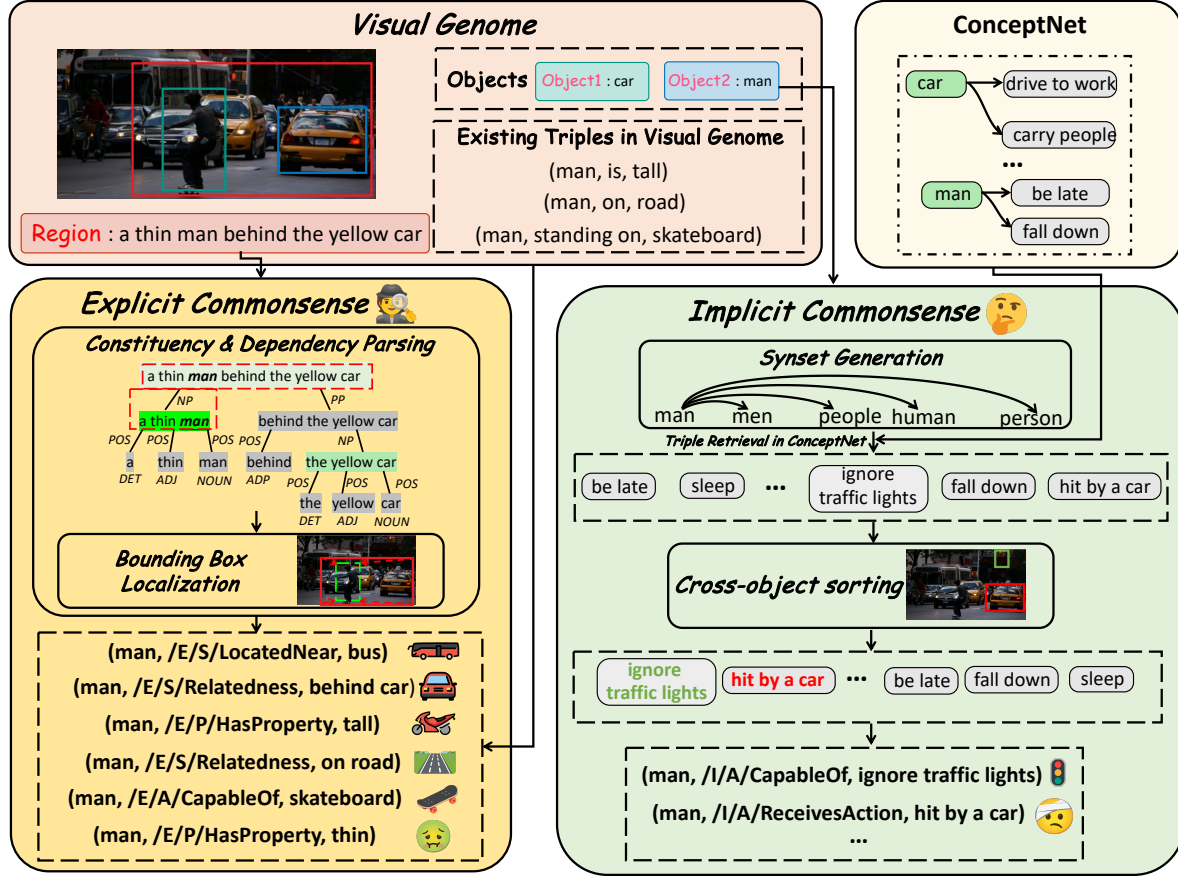 Visual Genome
Objects
Object1 : car
Object2 : man
Existing Triples in Visual Genome
(man, is, tall)
(man, on, road)
(man, standing on, skateboard)
Region : a thin man behind the yellow car
ConceptNet
car
drive to work
carry people
...
man
be late
fall down
Explicit Commonsense
Constituency & Dependency Parsing
a thin man behind the yellow car
NP PP
a thin man behind the yellow car
POS POS POS POS NP
a thin man behind the yellow car
DET ADJ NOUN ADP POS POS POS
the yellow car
DET ADJ NOUN
Bounding Box
Localization
(man, /E/S/LocatedNear, bus)
(man, /E/S/Relatedness, behind car)
(man, /E/P/HasProperty, tall)
(man, /E/S/Relatedness, on road)
(man, /E/A/CapableOf, skateboard)
(man, /E/P/HasProperty, thin)
Implicit Commonsense
Synset Generation
man men people human person
Triple Retrieval in ConceptNet
be late sleep ... ignore traffic lights fall down hit by a car
Cross-object sorting
ignore traffic lights hit by a car ... be late fall down sleep
(man, /I/A/CapableOf, ignore traffic lights)
(man, /I/A/ReceivesAction, hit by a car)
...